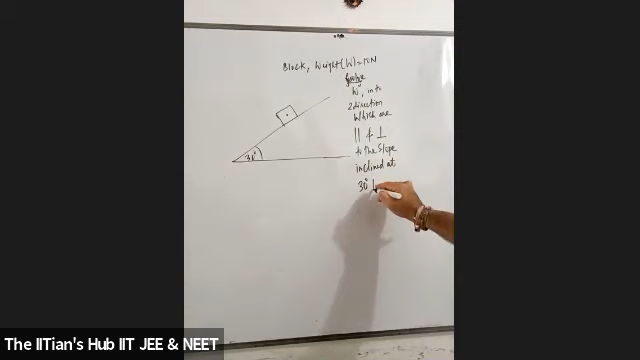 Block, Weight (W) = 10N
Resolve
'W', into
2 direction
which are
|| & ⊥
to the slope
inclined at
30°
30°
The IITian's Hub IIT JEE & NEET